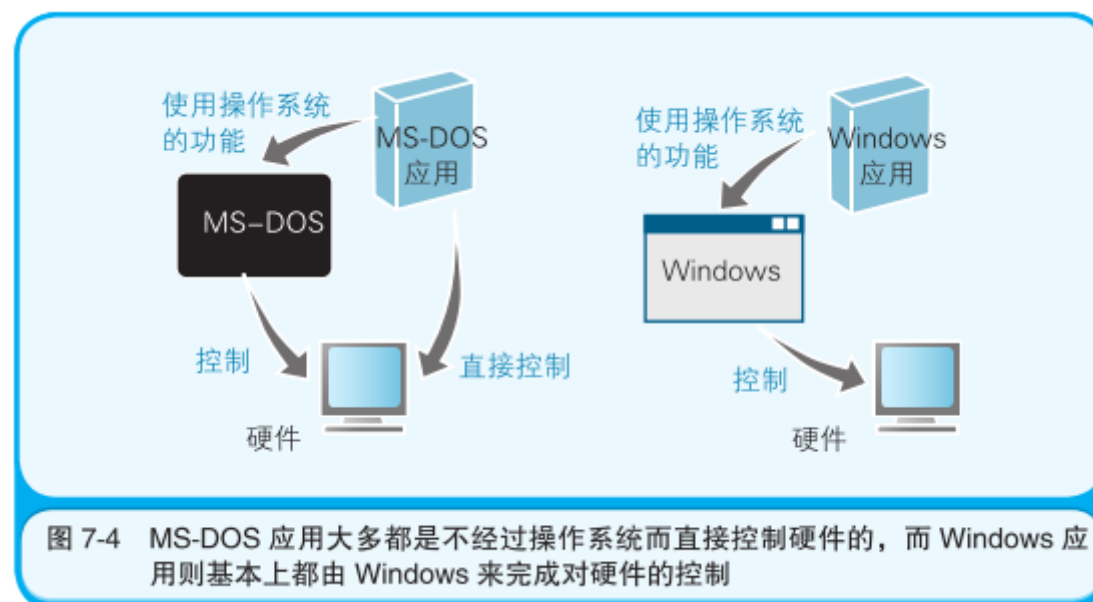 使用操作系统
的功能
MS-DOS
应用
MS-DOS
控制
直接控制
硬件
使用操作系统
的功能
Windows
应用
Windows
控制
硬件
图 7-4 MS-DOS 应用大多都是不经过操作系统而直接控制硬件的，而 Windows 应
用则基本上都由 Windows 来完成对硬件的控制